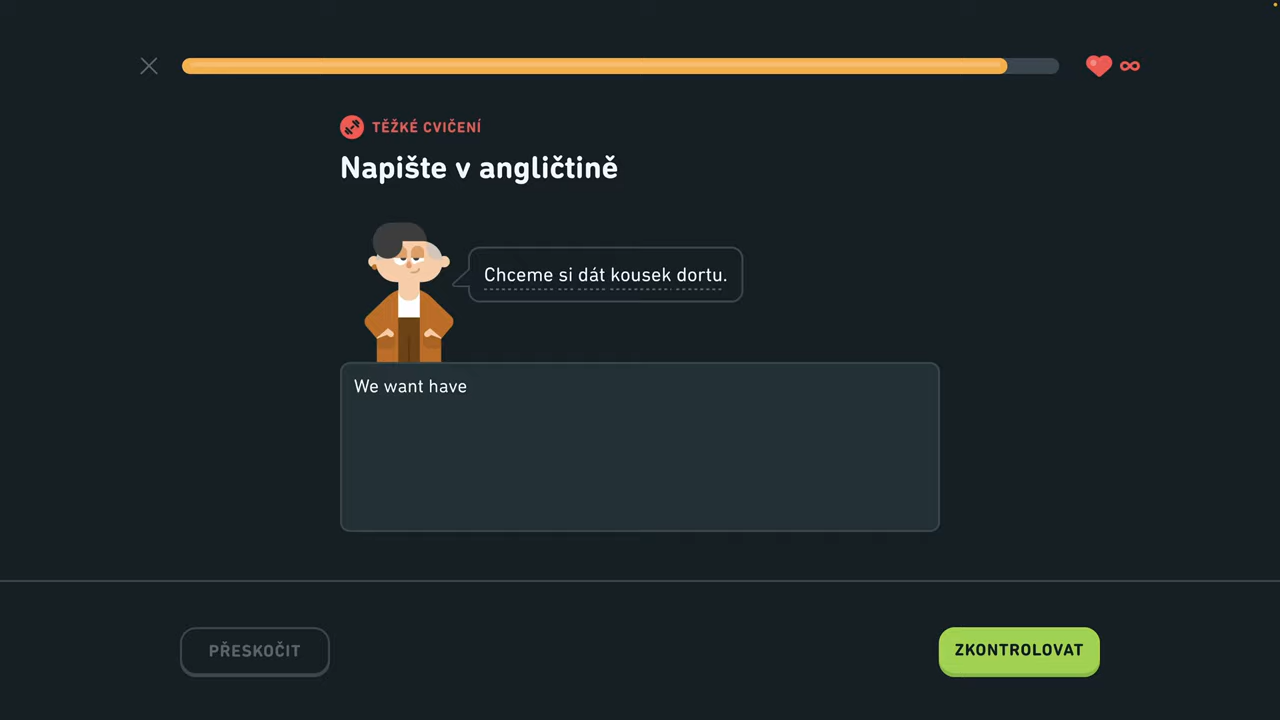 ∞
TĚŽKÉ CVIČENÍ
Napište v angličtině
Chceme si dát kousek dortu.
We want have
PŘESKOČIT
ZKONTROLOVAT